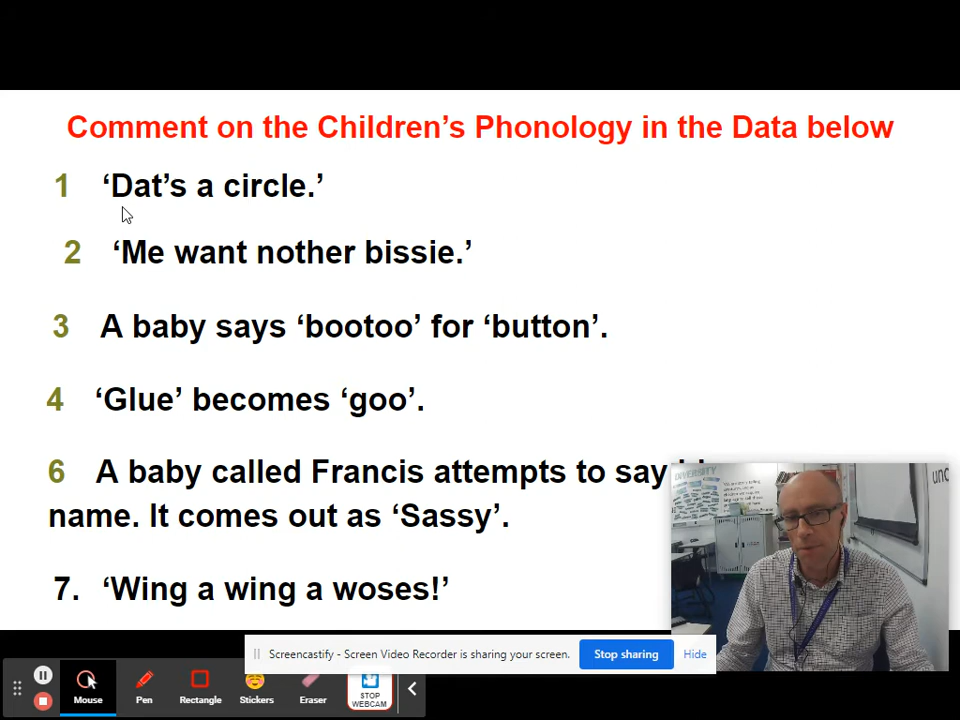 Comment on the Children's Phonology in the Data below
1 'Dat's a circle.'
2 'Me want nother bissie.'
3 A baby says 'bootoo' for 'button'.
4 'Glue' becomes 'goo'.
6 A baby called Francis attempts to say
name. It comes out as 'Sassy'.
7. 'Wing a wing a woses!'
DIVERSITY
Screencastify - Screen Video Recorder is sharing your screen.
Stop sharing
Hide
Mouse
Pen
Rectangle
Stickers
Eraser
STOP
WEBCAM